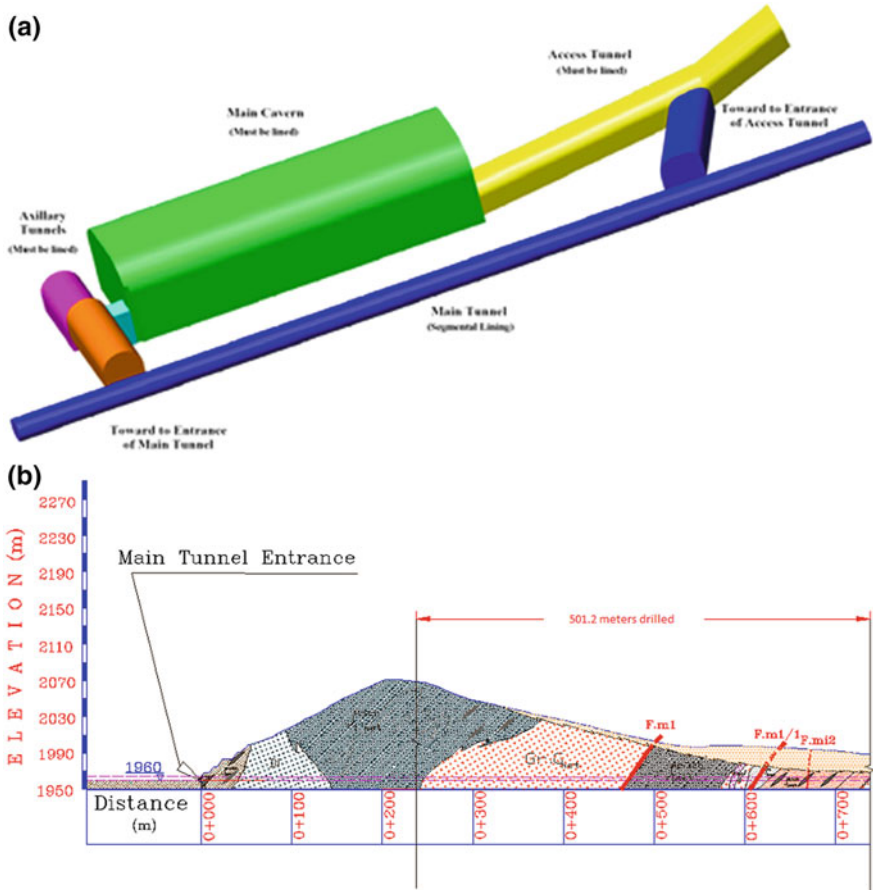 (a)
Access Tunnel
(Must be lined)
Main Cavern
(Must be lined)
Toward to Entrance
of Access Tunnel
Axillary
Tunnels
(Must be lined)
Main Tunnel
(Segmental Lining)
Toward to Entrance
of Main Tunnel
(b)
ELEVATION (m)
2270
2230
2190
2150
2110
2070
2030
1990
1950
Main Tunnel Entrance
501.2 meters drilled
F.m1
F.m1/1
F.mi2
Gr.G
1960
Distance
(m)
0+000
0+100
0+200
0+300
0+400
0+500
0+600
0+700